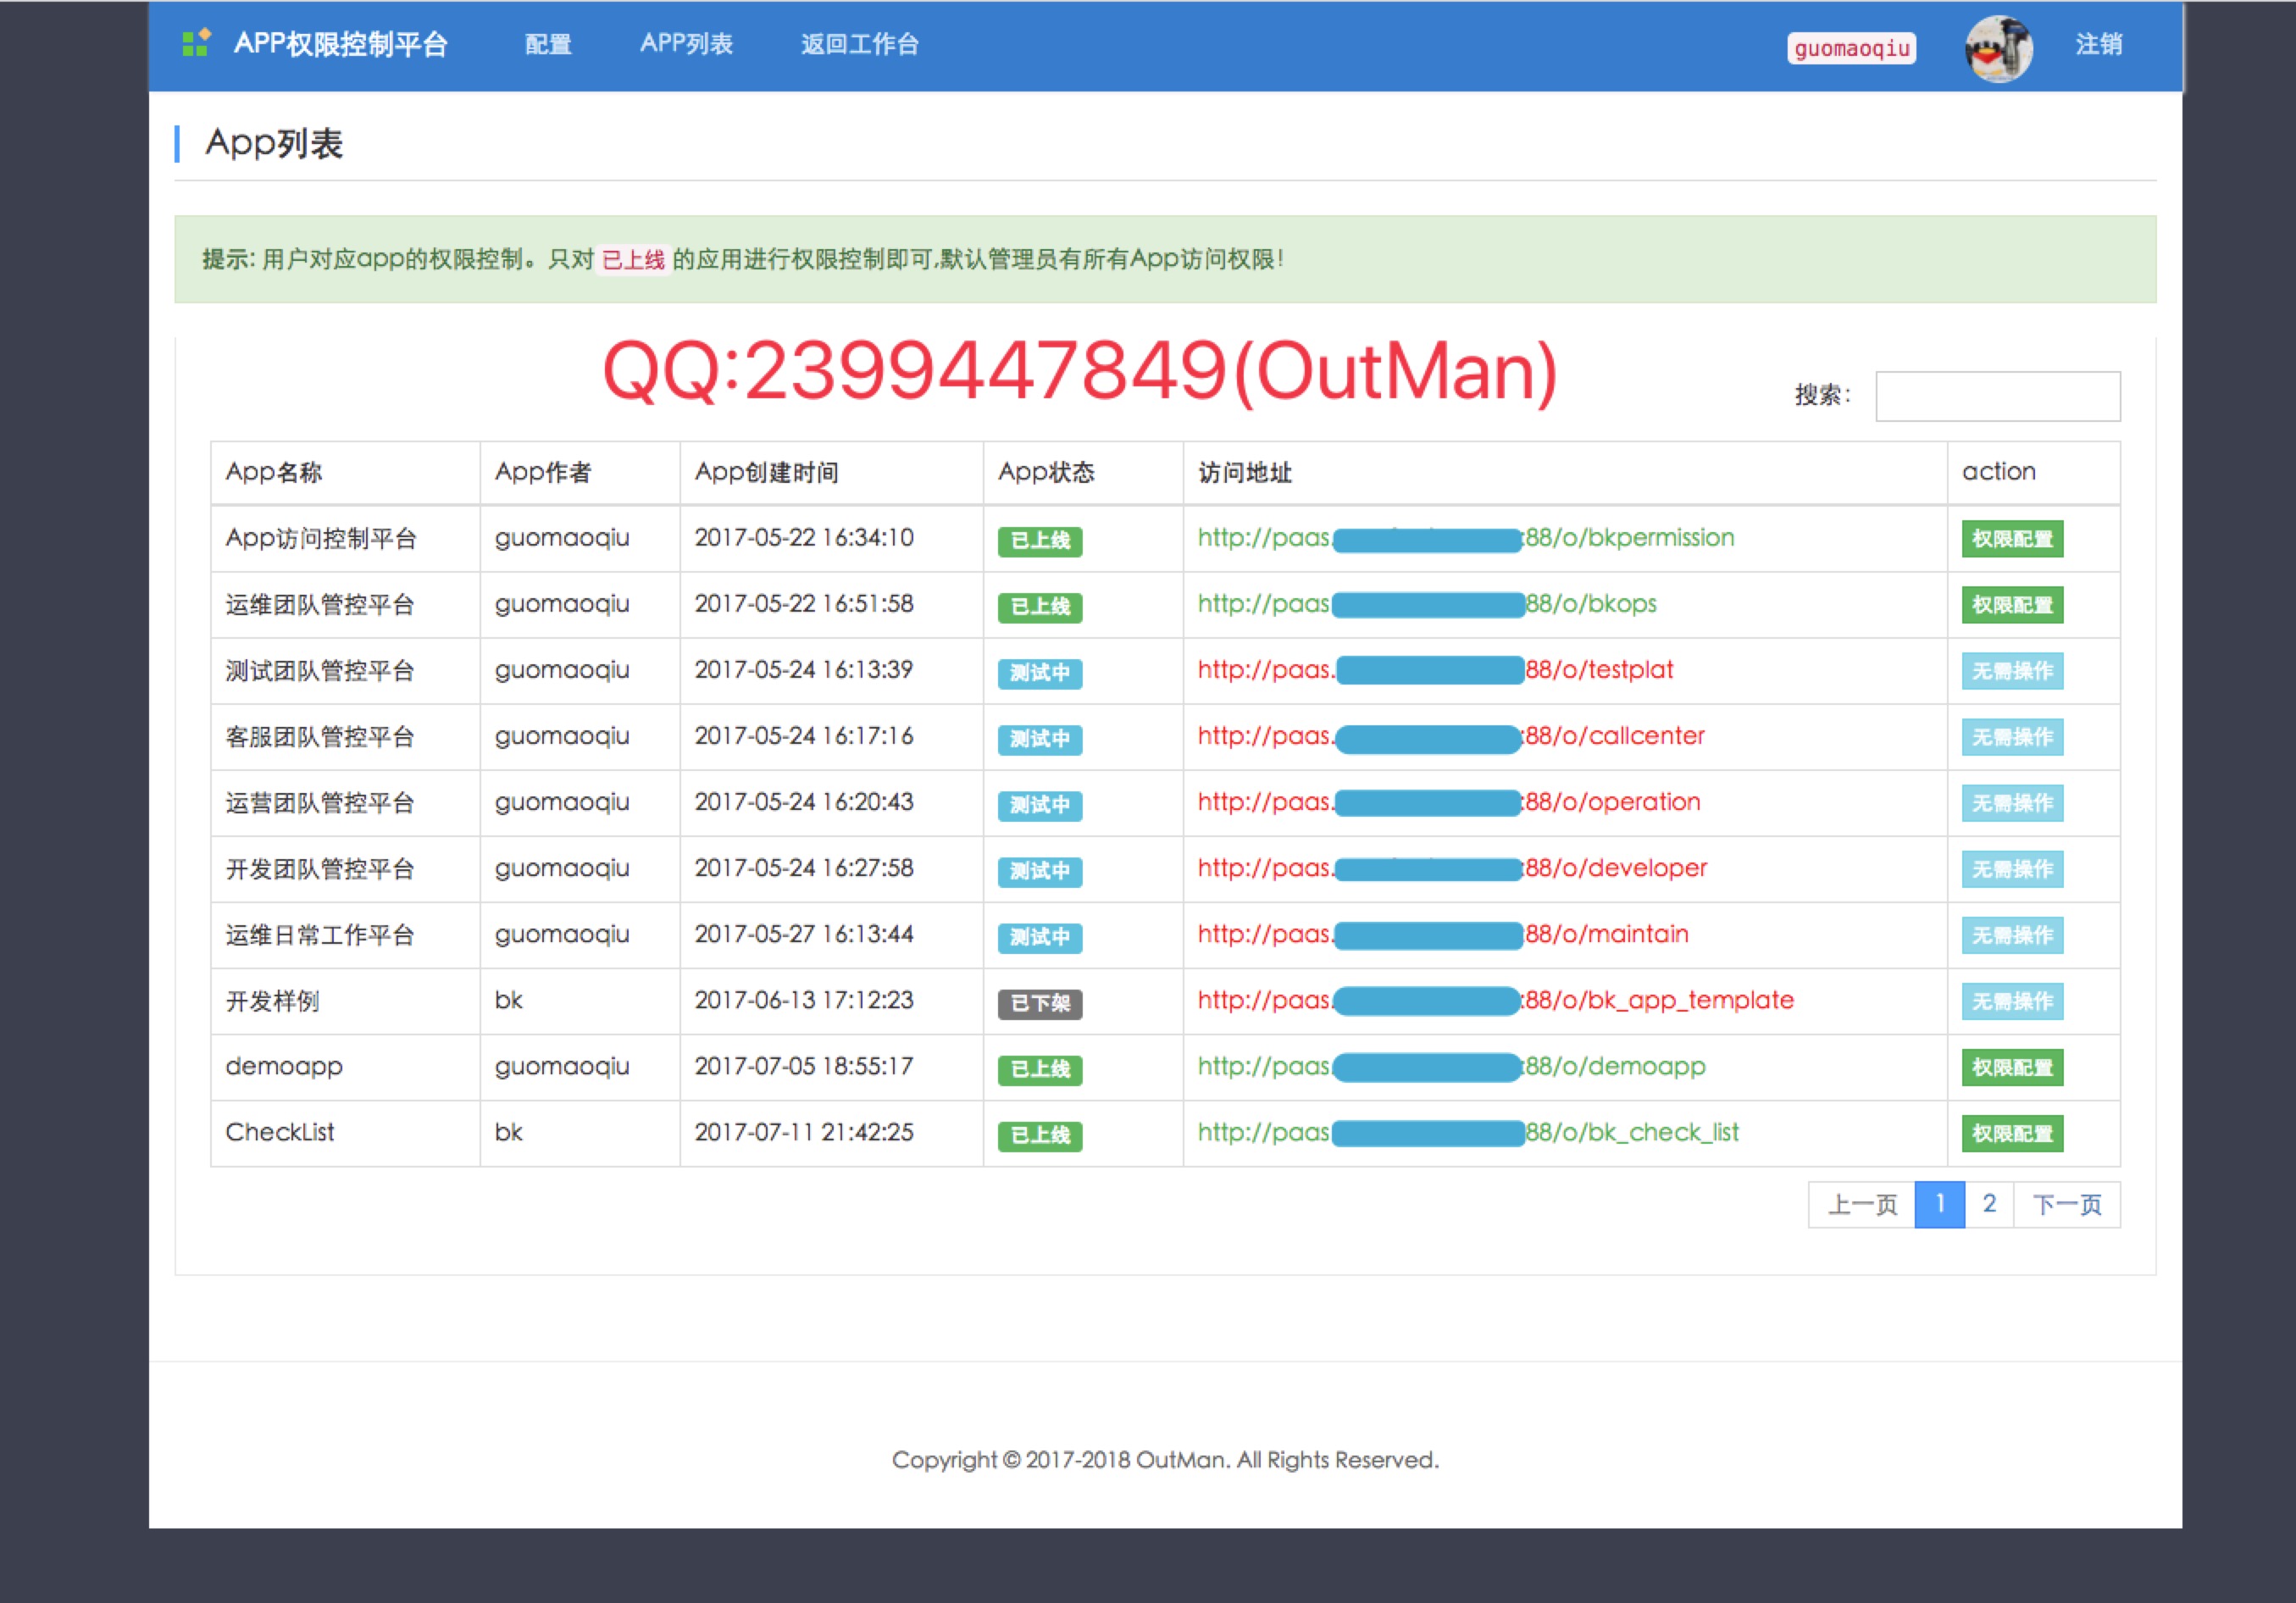 APP权限控制平台 配置 APP列表 返回工作台 guomaoqiu 注销
App列表
提示: 用户对应app的权限控制。只对 已上线 的应用进行权限控制即可,默认管理员有所有App访问权限!
QQ:2399447849(OutMan)
搜索:
App名称 App作者 App创建时间 App状态 访问地址 action
App访问控制平台 guomaoqiu 2017-05-22 16:34:10 已上线 http://paas. :88/o/bkpermission 权限配置
运维团队管控平台 guomaoqiu 2017-05-22 16:51:58 已上线 http://paas 88/o/bkops 权限配置
测试团队管控平台 guomaoqiu 2017-05-24 16:13:39 测试中 http://paas. 88/o/testplat 无需操作
客服团队管控平台 guomaoqiu 2017-05-24 16:17:16 测试中 http://paas. :88/o/callcenter 无需操作
运营团队管控平台 guomaoqiu 2017-05-24 16:20:43 测试中 http://paas. :88/o/operation 无需操作
开发团队管控平台 guomaoqiu 2017-05-24 16:27:58 测试中 http://paas. :88/o/developer 无需操作
运维日常工作平台 guomaoqiu 2017-05-27 16:13:44 测试中 http://paas. :88/o/maintain 无需操作
开发样例 bk 2017-06-13 17:12:23 已下架 http://paas. :88/o/bk_app_template 无需操作
demoapp guomaoqiu 2017-07-05 18:55:17 已上线 http://paas. :88/o/demoapp 权限配置
CheckList bk 2017-07-11 21:42:25 已上线 http://paas 88/o/bk_check_list 权限配置
上一页 1 2 下一页
Copyright © 2017-2018 OutMan. All Rights Reserved.